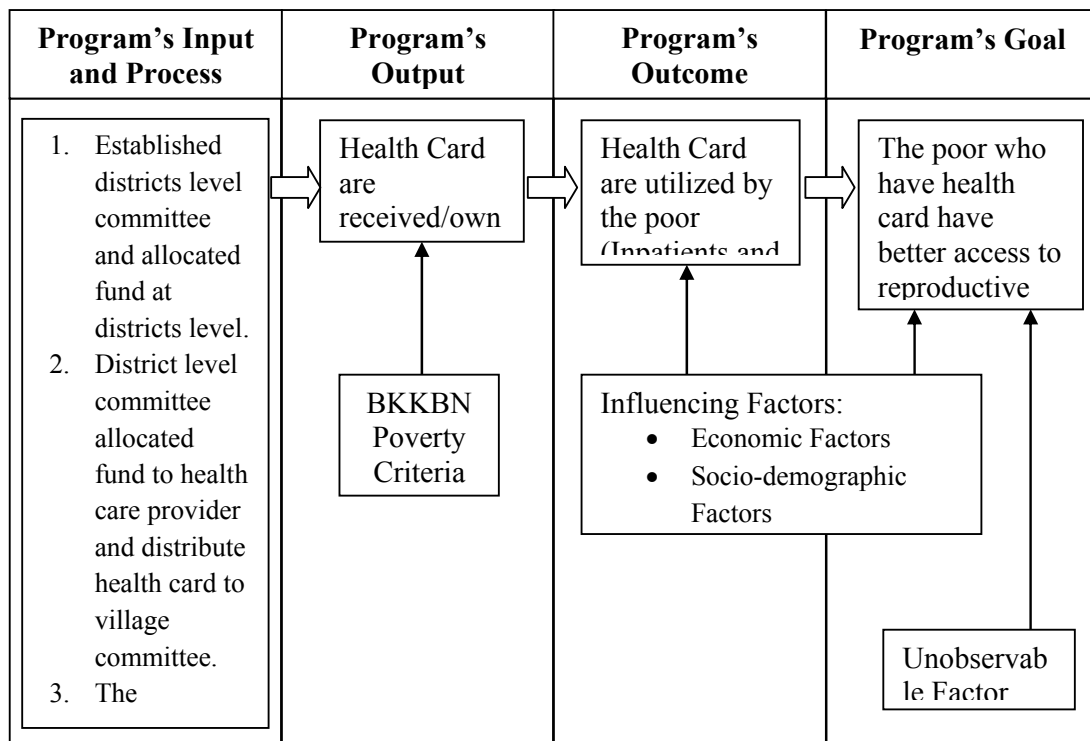 Program's Input
and Process
Program's
Output
Program's
Outcome
Program's Goal
1. Established
districts level
committee
and allocated
fund at
districts level.
2. District level
committee
allocated
fund to health
care provider
and distribute
health card to
village
committee.
3. The
Health Card
are
received/own
Health Card
are utilized by
the poor
(Inpatients and
The poor who
have health
card have
better access to
reproductive
BKKBN
Poverty
Criteria
Influencing Factors:
• Economic Factors
• Socio-demographic
Factors
Unobservab
le Factor